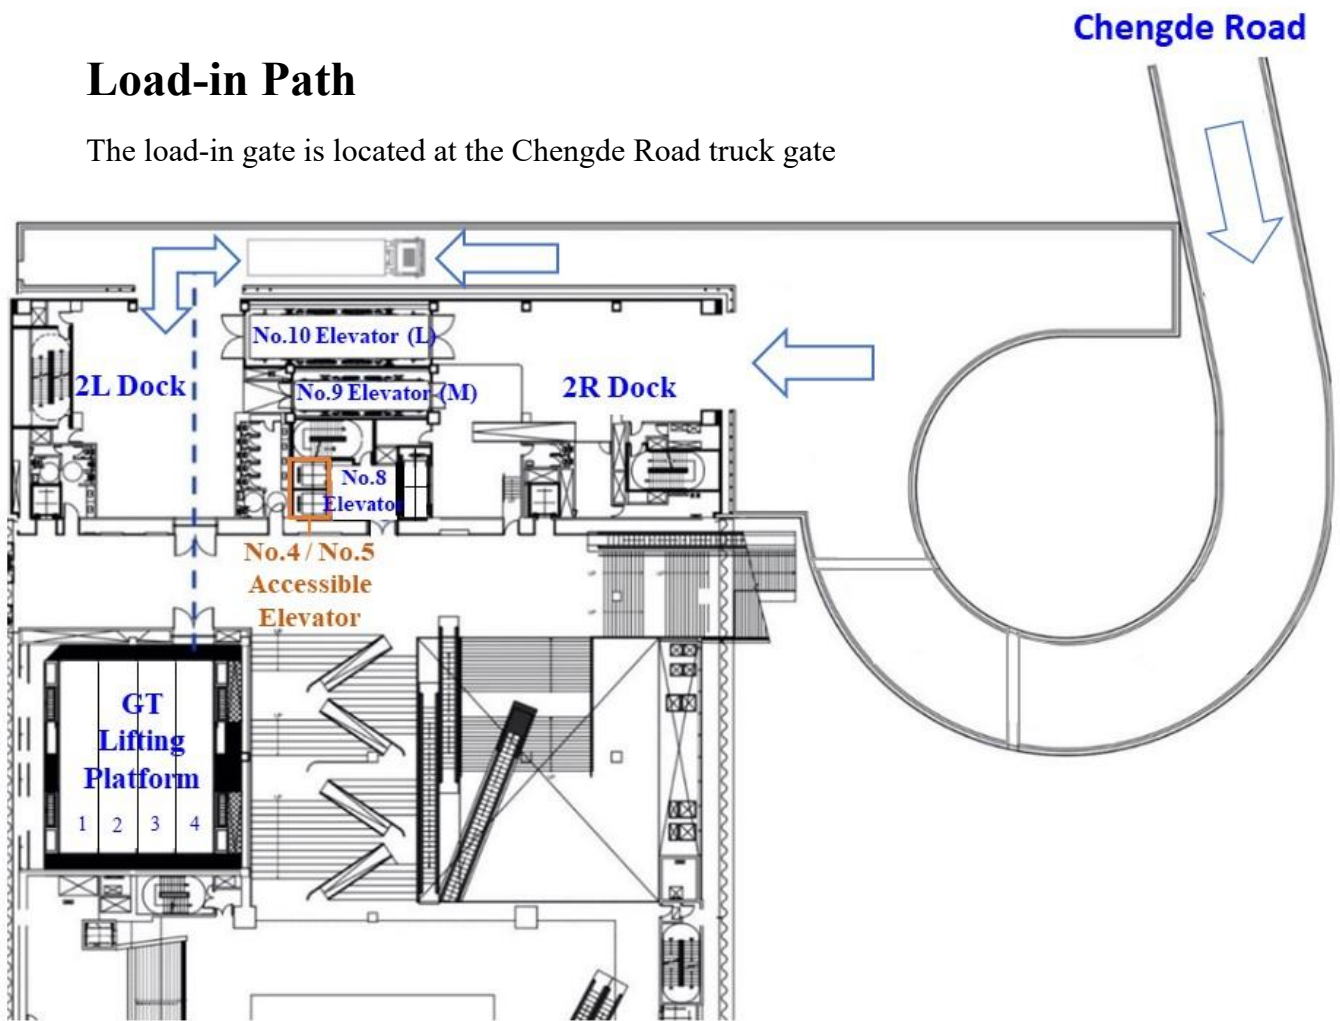 Chengde Road
Load-in Path
The load-in gate is located at the Chengde Road truck gate
No.10 Elevator (L)
2L Dock
No.9 Elevator (M)
2R Dock
No.8
Elevator
No.4 / No.5
Accessible
Elevator
GT
Lifting
Platform
1 2 3 4